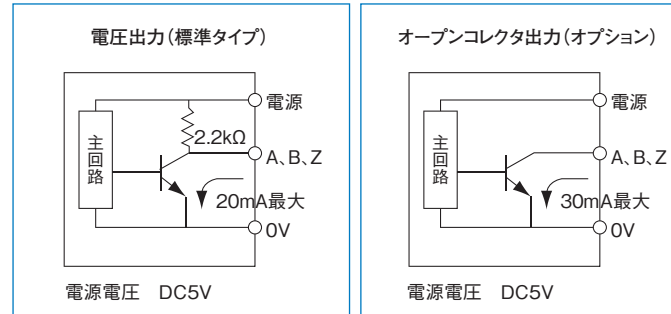 電圧出力(標準タイプ)
電源
2.2kΩ
主回路
A、B、Z
20mA最大
0V
電源電圧 DC5V
オープンコレクタ出力(オプション)
電源
主回路
A、B、Z
30mA最大
0V
電源電圧 DC5V